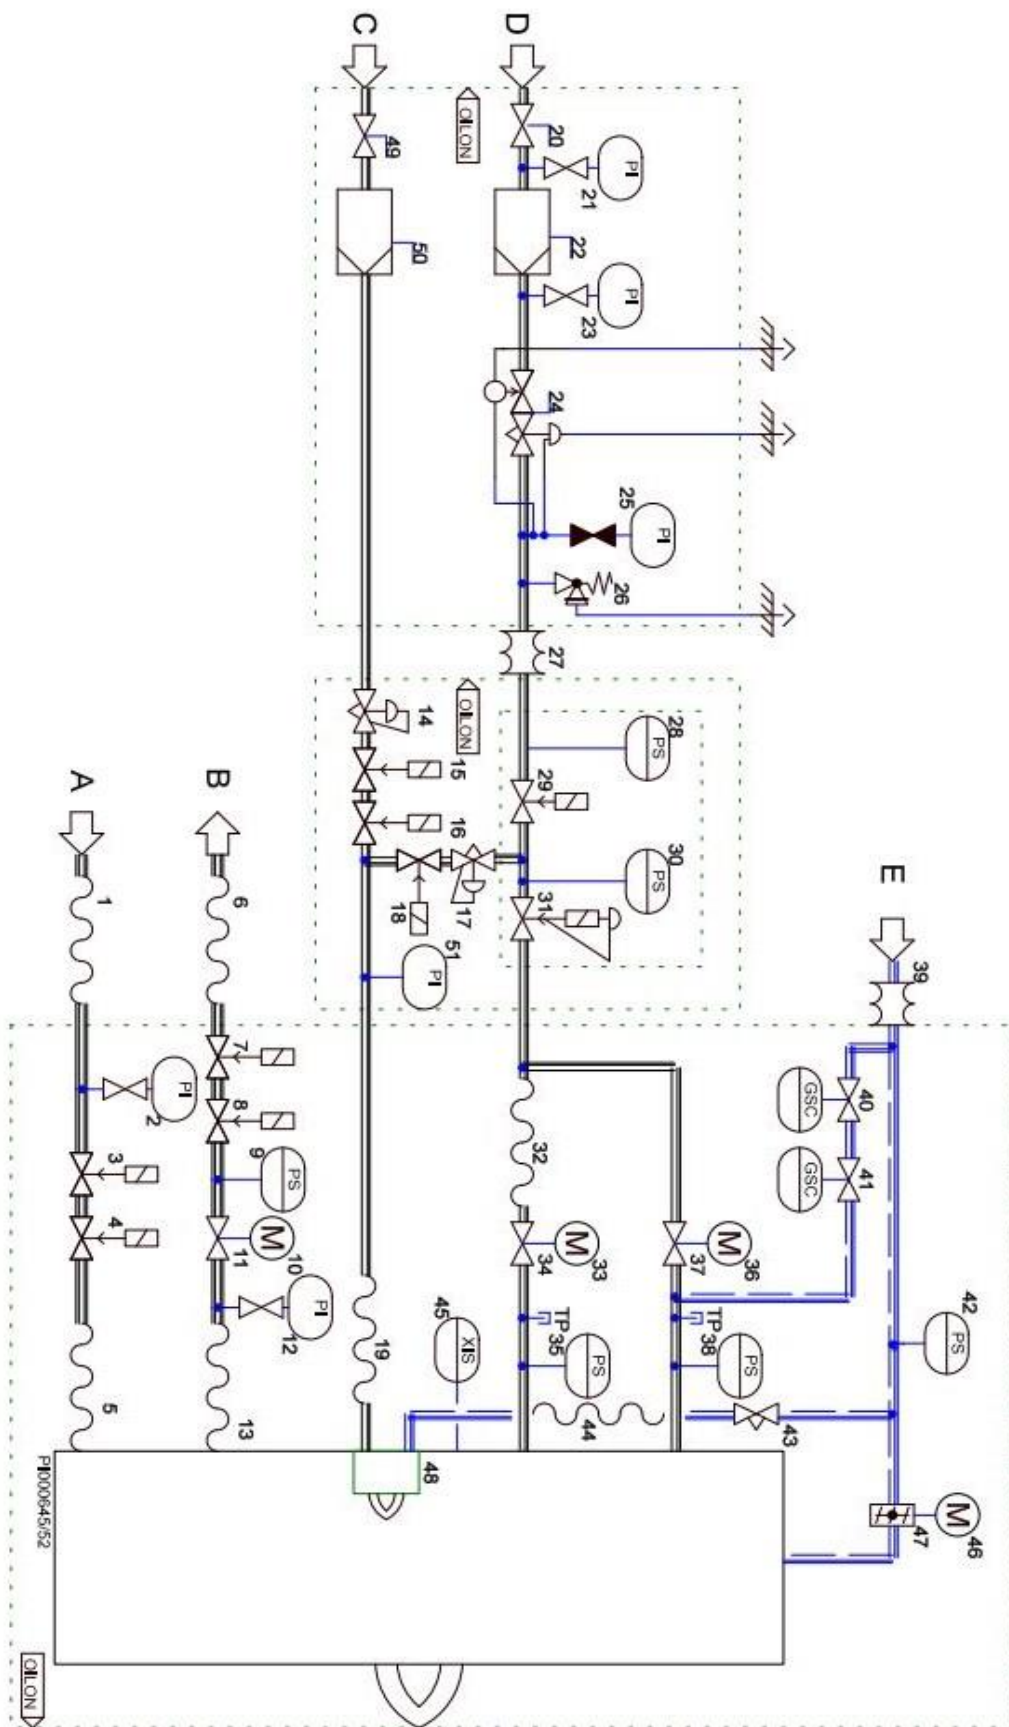 C
D
OILON
49
50
20
PI
21
22
PI
23
24
25
PI
26
27
OILON
14
15
16
17
18
51
PI
28
PS
29
30
PS
31
E
39
A
B
1
6
PI
2
3
4
5
7
8
9
PS
M
10
11
PI
12
13
19
45
XIS
32
M
33
34
TP
35
PS
M
36
37
TP
38
PS
40
GSC
41
GSC
42
PS
43
44
M
46
47
48
PI000645/52
OILON